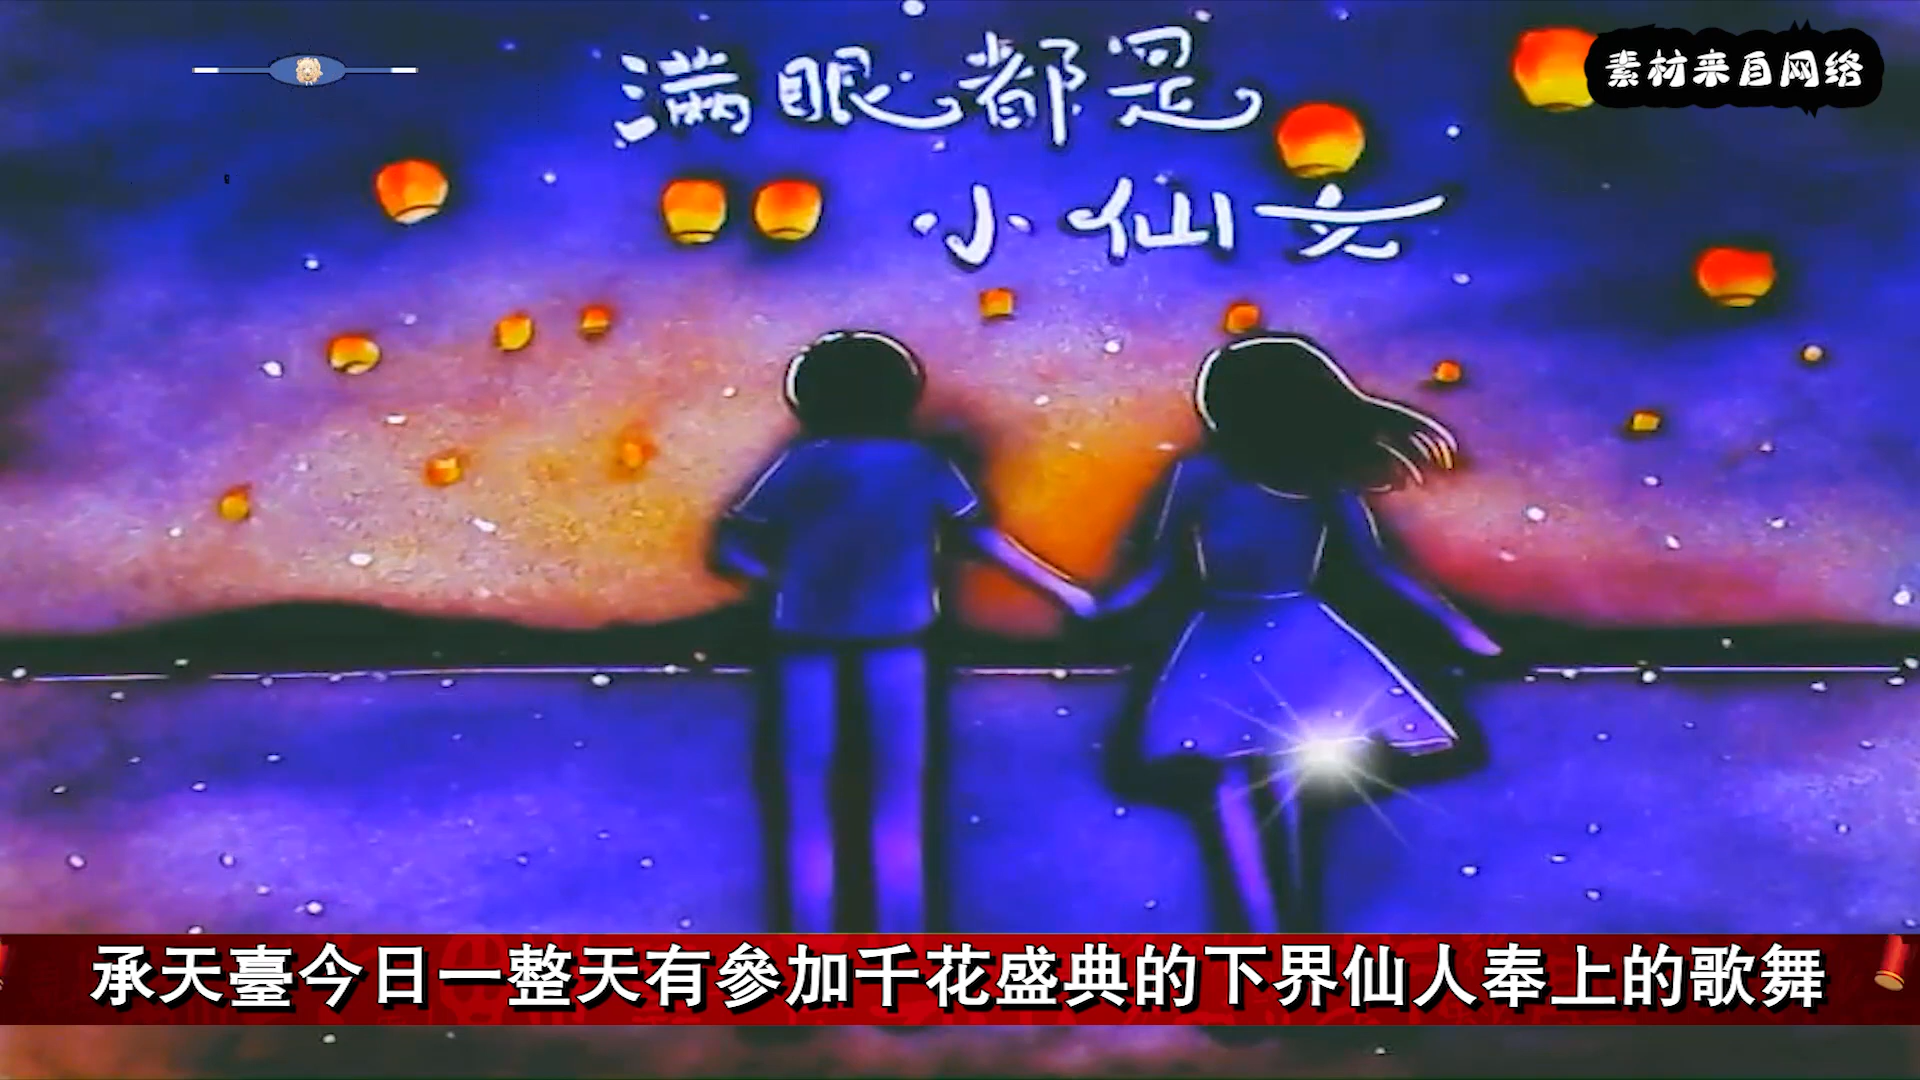 素材来自网络
满眼都是
小仙女
承天臺今日一整天有參加千花盛典的下界仙人奉上的歌舞